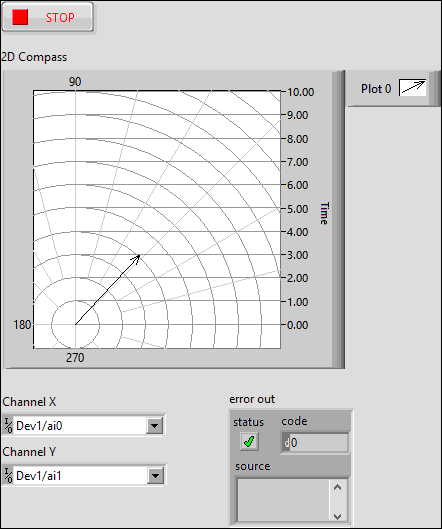 STOP
2D Compass
90
Plot 0
10.00
9.00
8.00
7.00
6.00
5.00
4.00
3.00
2.00
1.00
0.00
Time
180
270
Channel X
I/O Dev1/ai0
Channel Y
I/O Dev1/ai1
error out
status code
d0
source